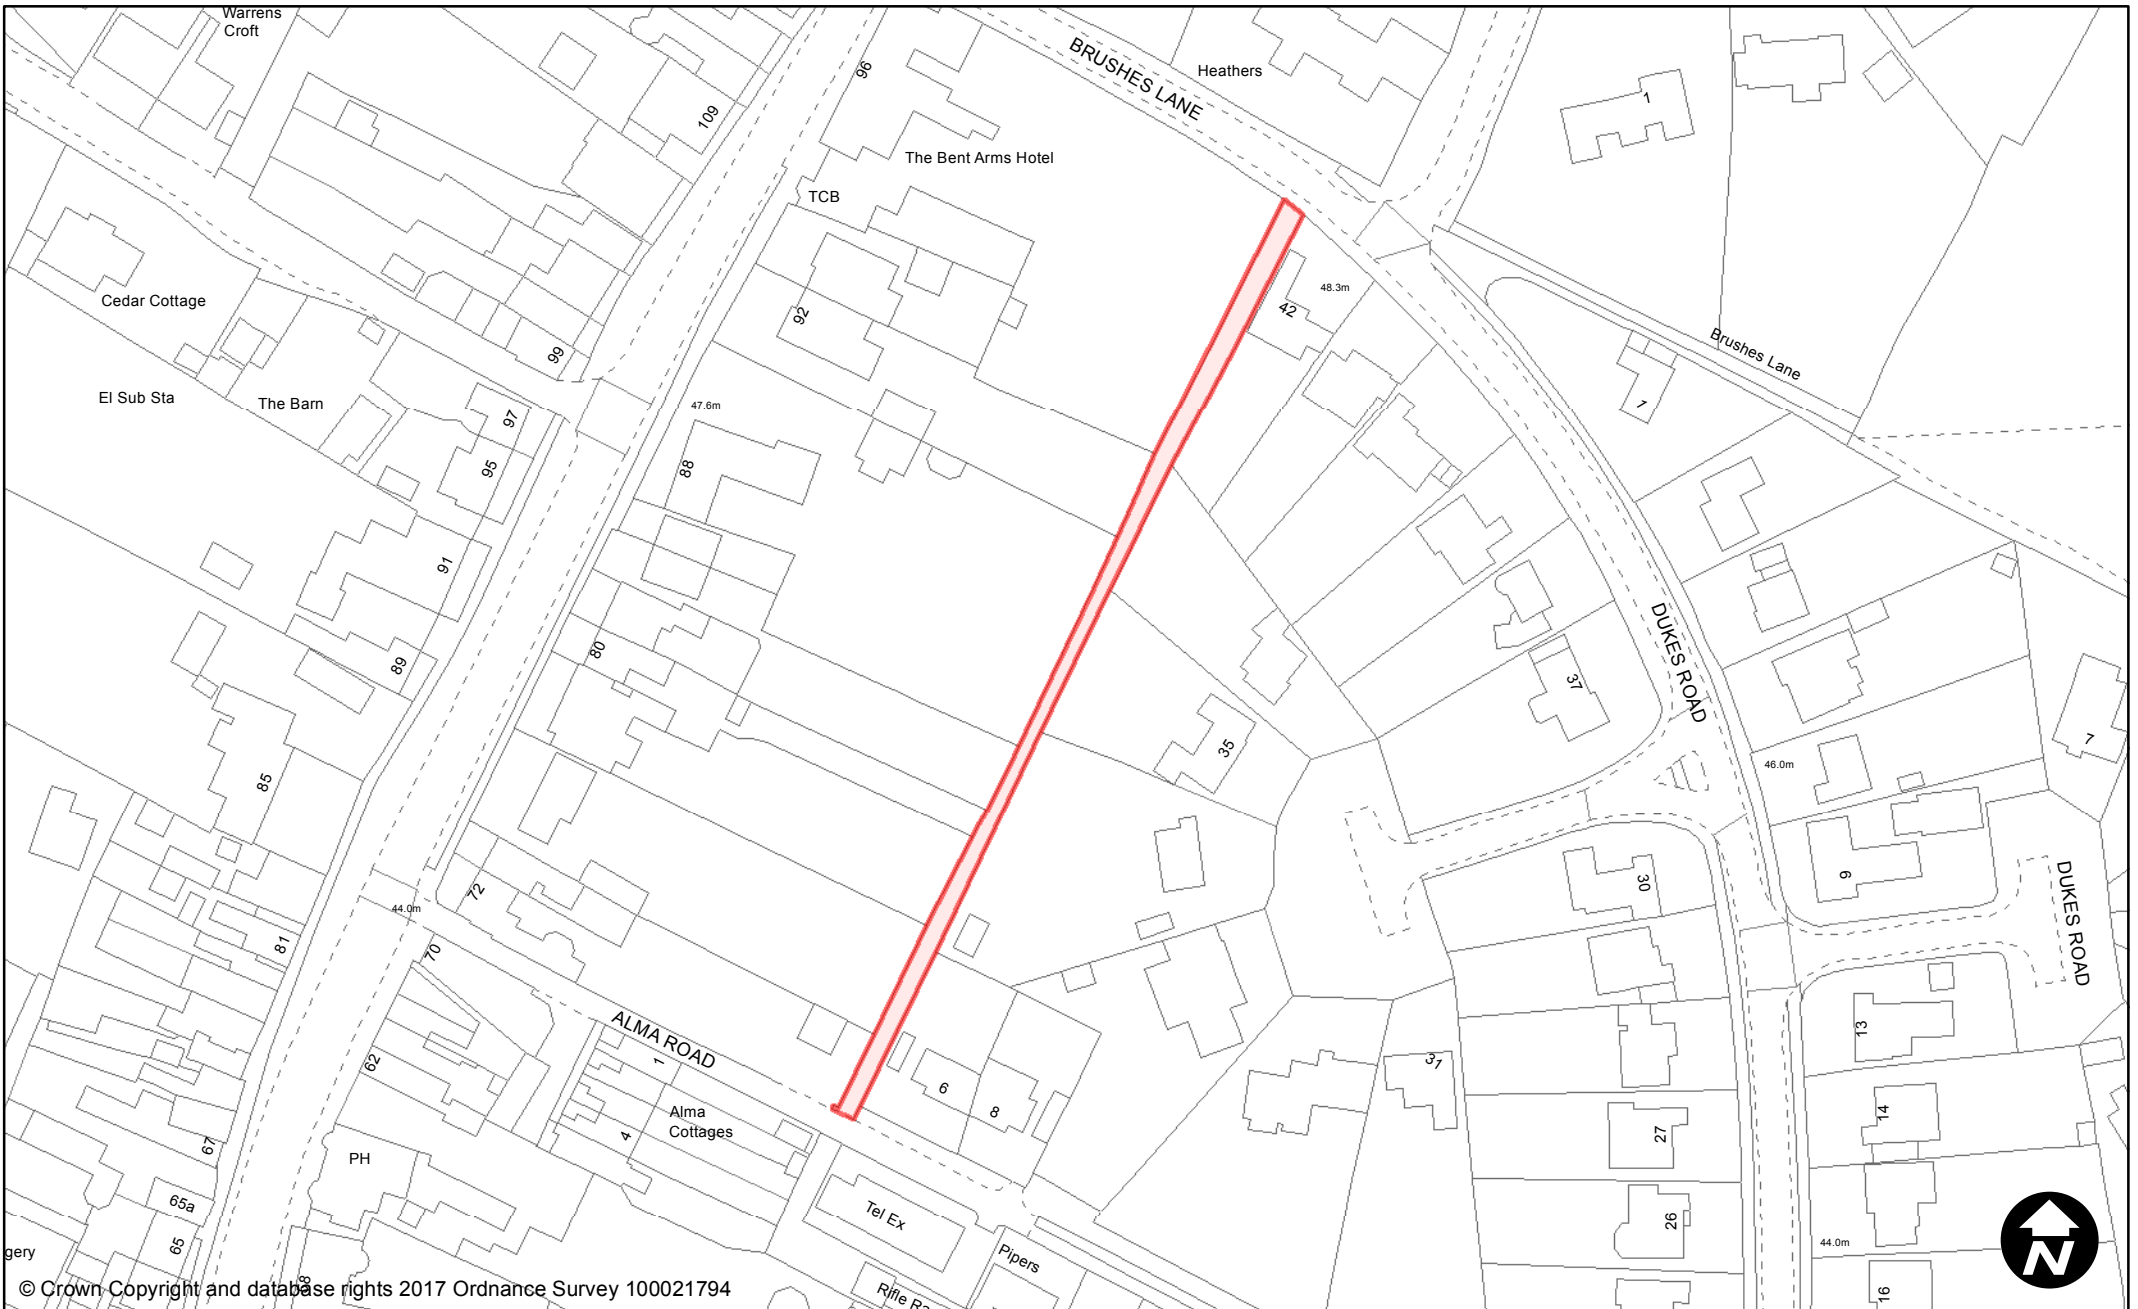 Warrens
Croft
BRUSHES LANE
Heathers
96
109
1
The Bent Arms Hotel
TCB
Cedar Cottage
92
42
48.3m
99
Brushes Lane
El Sub Sta
The Barn
97
47.6m
1
95
88
91
80
89
DUKES ROAD
37
35
7
85
46.0m
72
44.0m
30
9
DUKES ROAD
81
70
ALMA ROAD
13
62
1
6
8
31
Alma
Cottages
4
14
27
67
PH
65a
Tel Ex
26
65
gery
Pipers
44.0m
N
68
Rifle Ra
16
© Crown Copyright and database rights 2017 Ordnance Survey 100021794